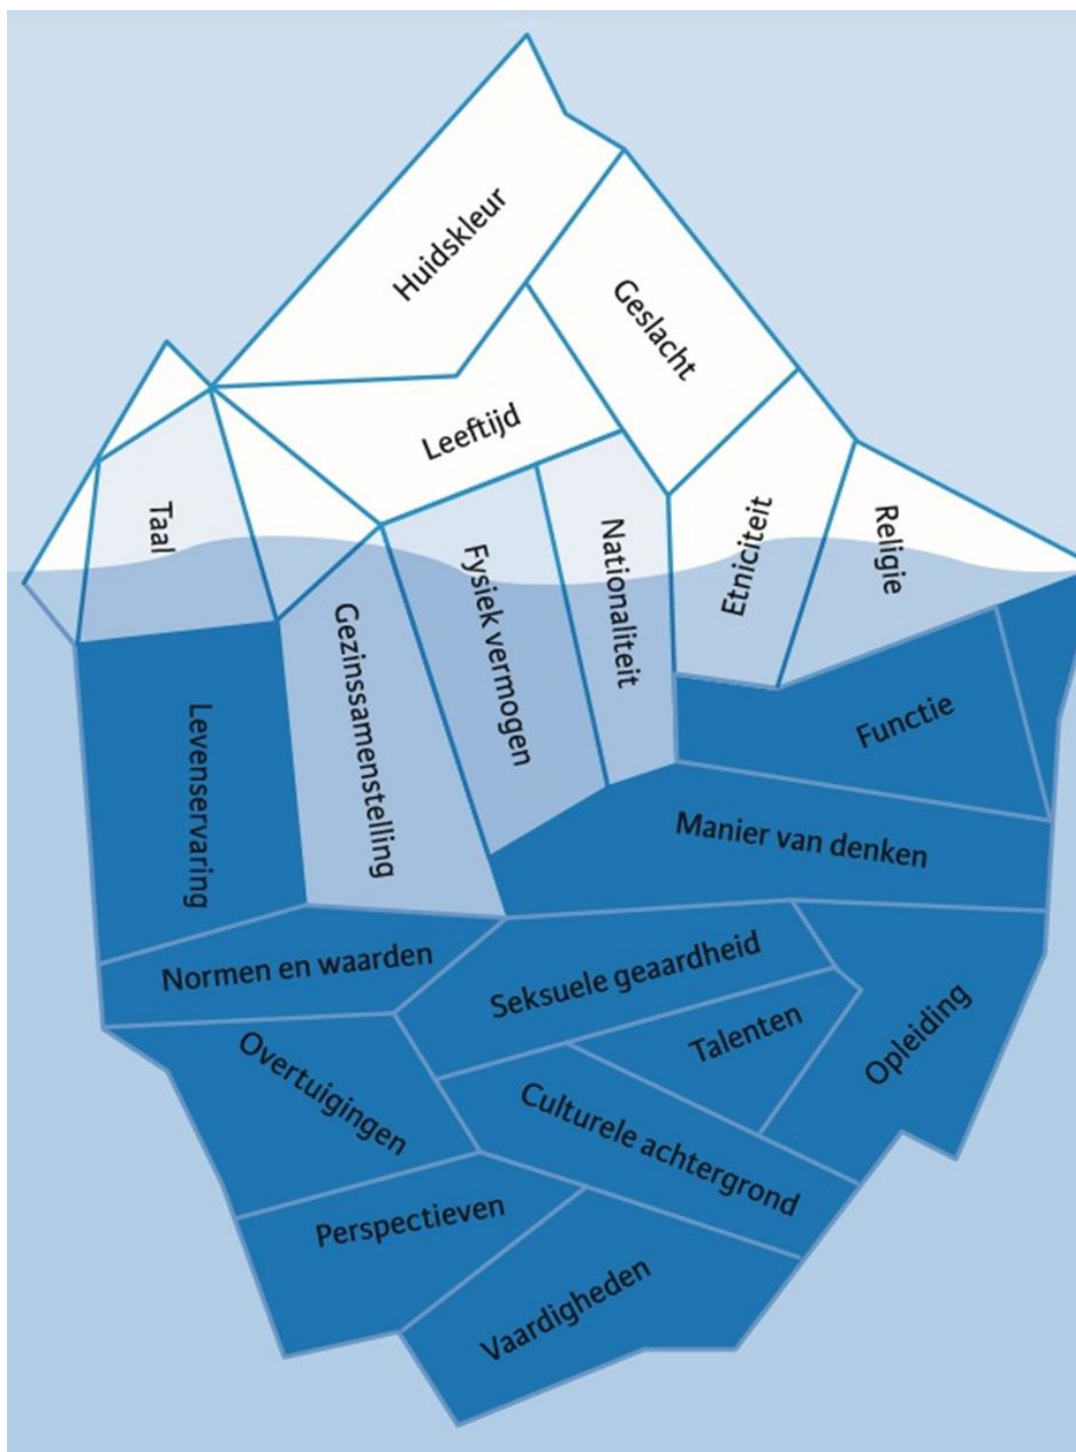 Huidskleur
Geslacht
Leeftijd
Taal
Fysiek vermogen
Nationaliteit
Etniciteit
Religie
Gezinssamenstelling
Levenservaring
Functie
Manier van denken
Normen en waarden
Seksuele geaardheid
Talenten
Opleiding
Overtuigingen
Culturele achtergrond
Perspectieven
Vaardigheden